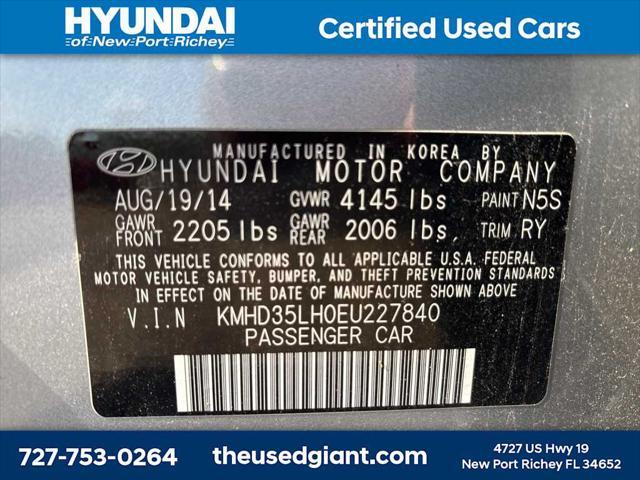 HYUNDAI
of New Port Richey
Certified Used Cars
MANUFACTURED IN KOREA BY
HYUNDAI MOTOR COMPANY
AUG/19/14 GVWR 4145 lbs PAINT N5S
GAWR FRONT 2205 lbs GAWR REAR 2006 lbs TRIM RY
THIS VEHICLE CONFORMS TO ALL APPLICABLE U.S.A. FEDERAL
MOTOR VEHICLE SAFETY, BUMPER, AND THEFT PREVENTION STANDARDS
IN EFFECT ON THE DATE OF MANUFACTURE SHOWN ABOVE.
V.I.N KMHD35LH0EU227840
PASSENGER CAR
727-753-0264 theusedgiant.com
4727 US Hwy 19
New Port Richey FL 34652